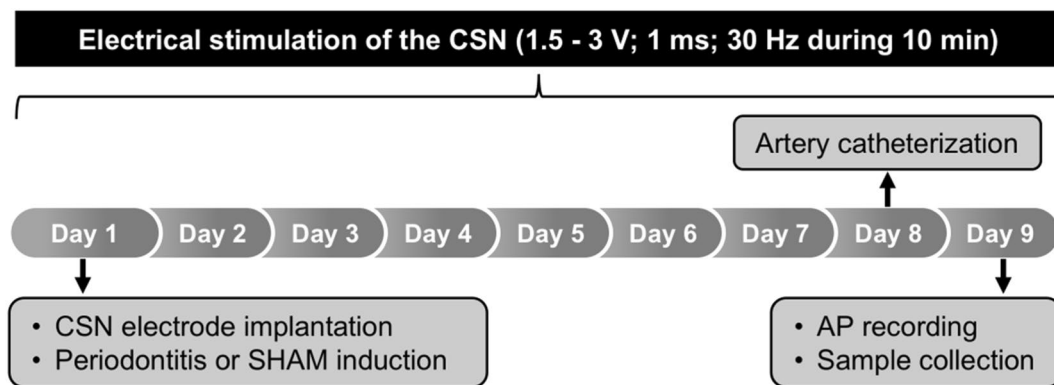 Electrical stimulation of the CSN (1.5 - 3 V; 1 ms; 30 Hz during 10 min)
Artery catheterization
Day 1 Day 2 Day 3 Day 4 Day 5 Day 6 Day 7 Day 8 Day 9
• CSN electrode implantation
• Periodontitis or SHAM induction
• AP recording
• Sample collection